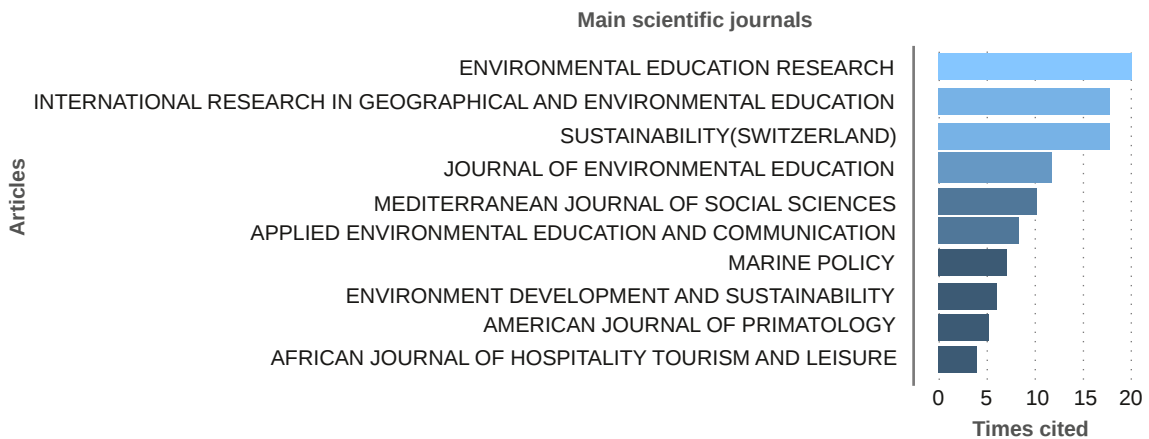 Main scientific journals
ENVIRONMENTAL EDUCATION RESEARCH
INTERNATIONAL RESEARCH IN GEOGRAPHICAL AND ENVIRONMENTAL EDUCATION
SUSTAINABILITY(SWITZERLAND)
JOURNAL OF ENVIRONMENTAL EDUCATION
MEDITERRANEAN JOURNAL OF SOCIAL SCIENCES
APPLIED ENVIRONMENTAL EDUCATION AND COMMUNICATION
MARINE POLICY
ENVIRONMENT DEVELOPMENT AND SUSTAINABILITY
AMERICAN JOURNAL OF PRIMATOLOGY
AFRICAN JOURNAL OF HOSPITALITY TOURISM AND LEISURE
Articles
0 5 10 15 20
Times cited